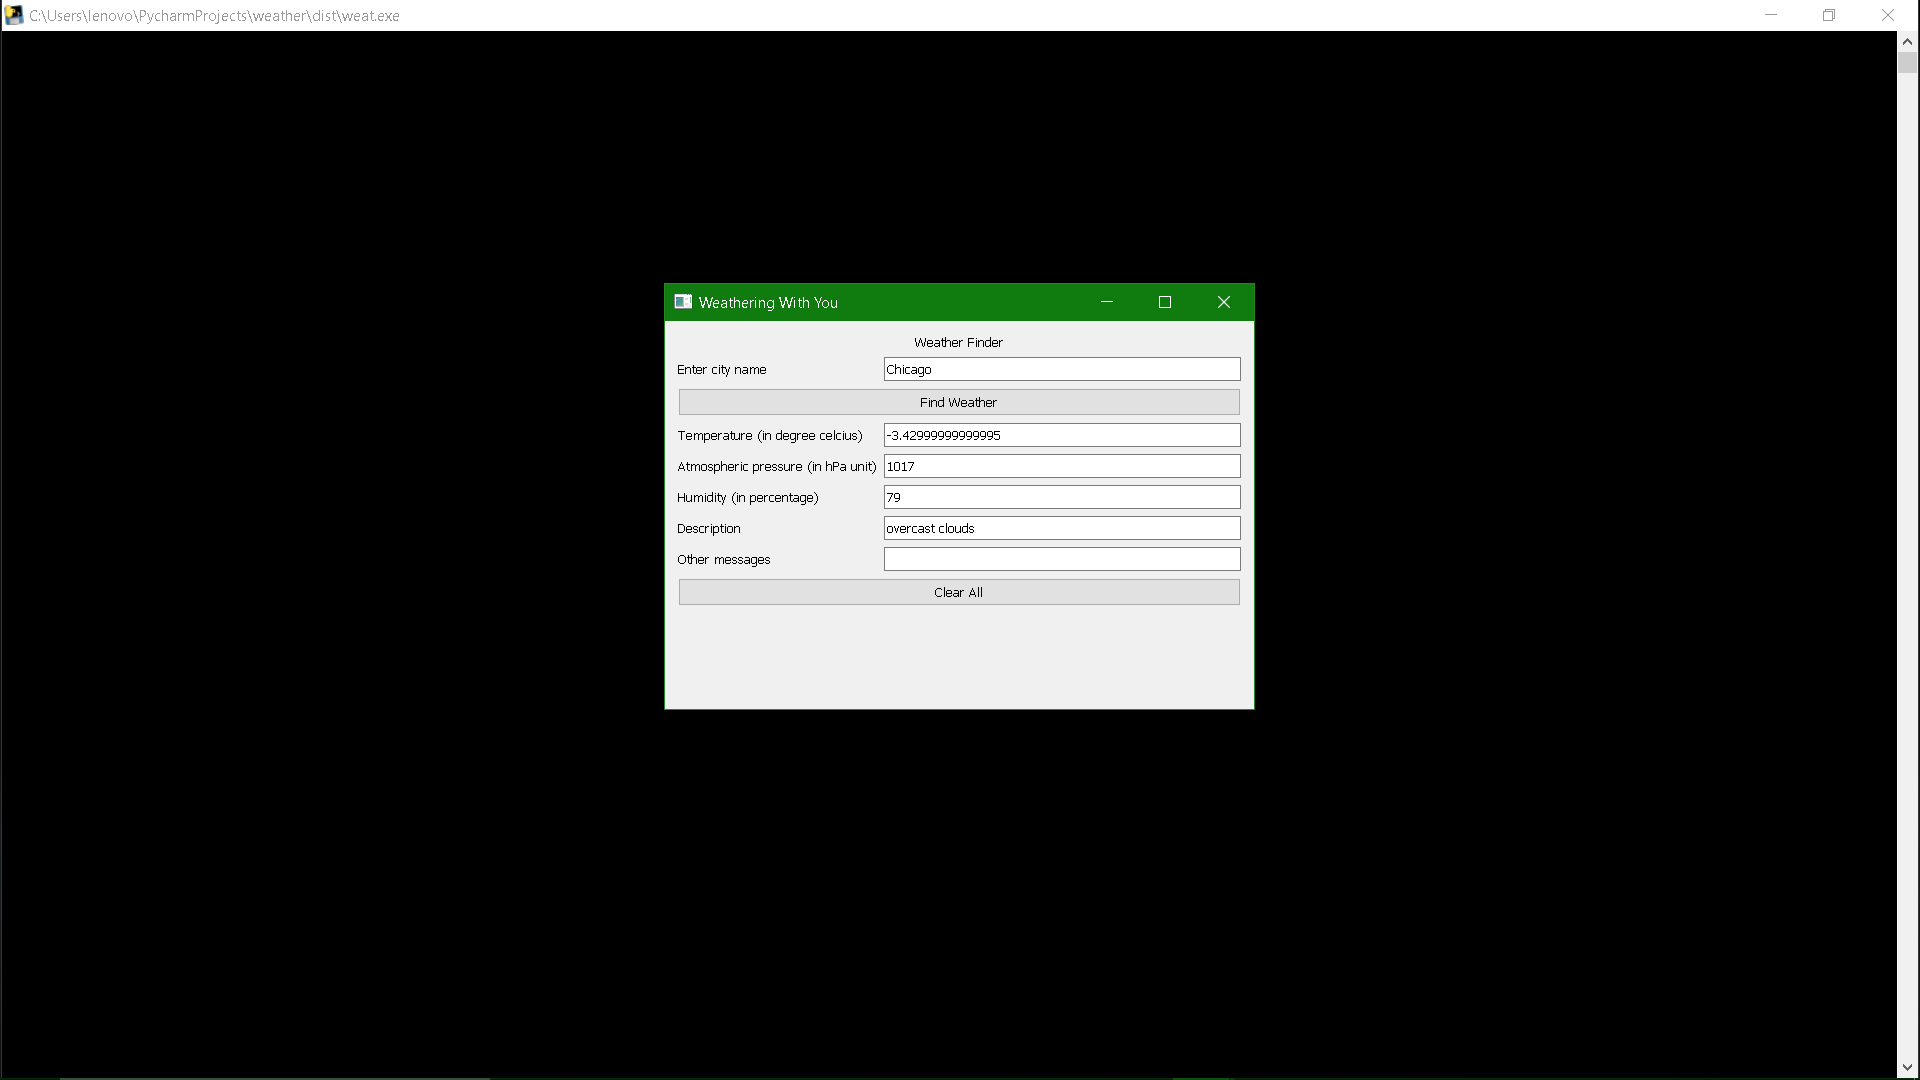 C:\Users\lenovo\PycharmProjects\weather\dist\weat.exe
Weathering With You
Weather Finder
Enter city name Chicago
Find Weather
Temperature (in degree celcius) -3.42999999999995
Atmospheric pressure (in hPa unit) 1017
Humidity (in percentage) 79
Description overcast clouds
Other messages
Clear All